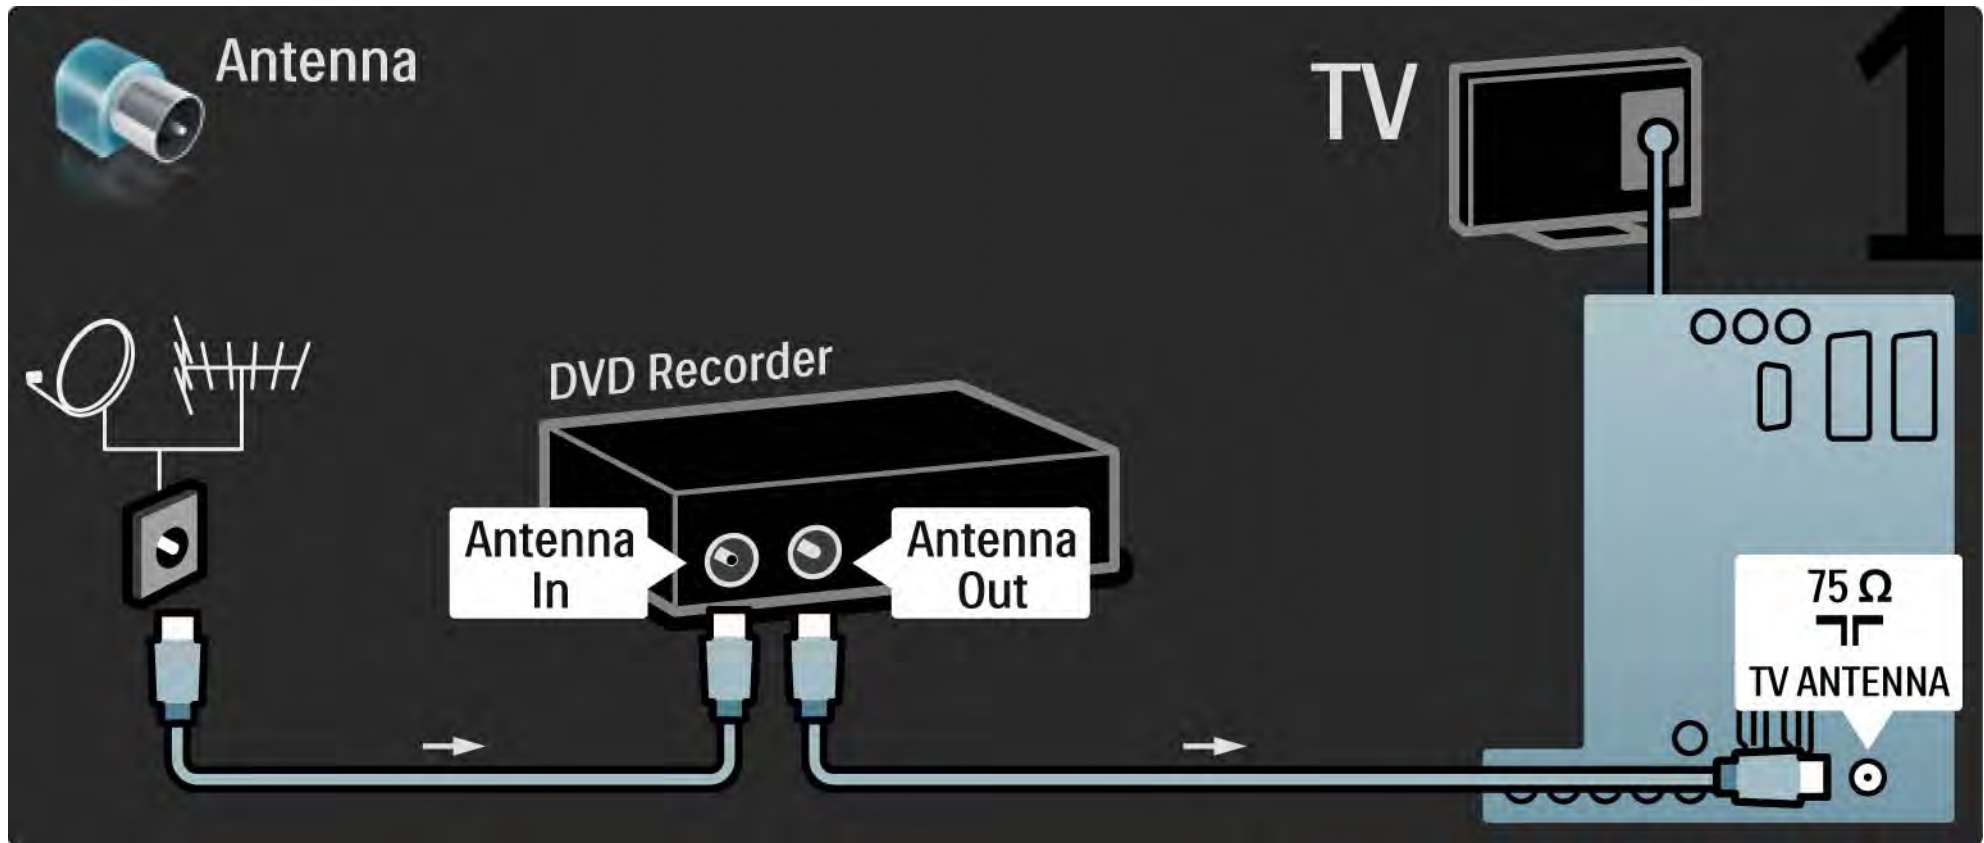 Antenna
TV
1
DVD Recorder
Antenna
In
Antenna
Out
75 Ω
TV ANTENNA